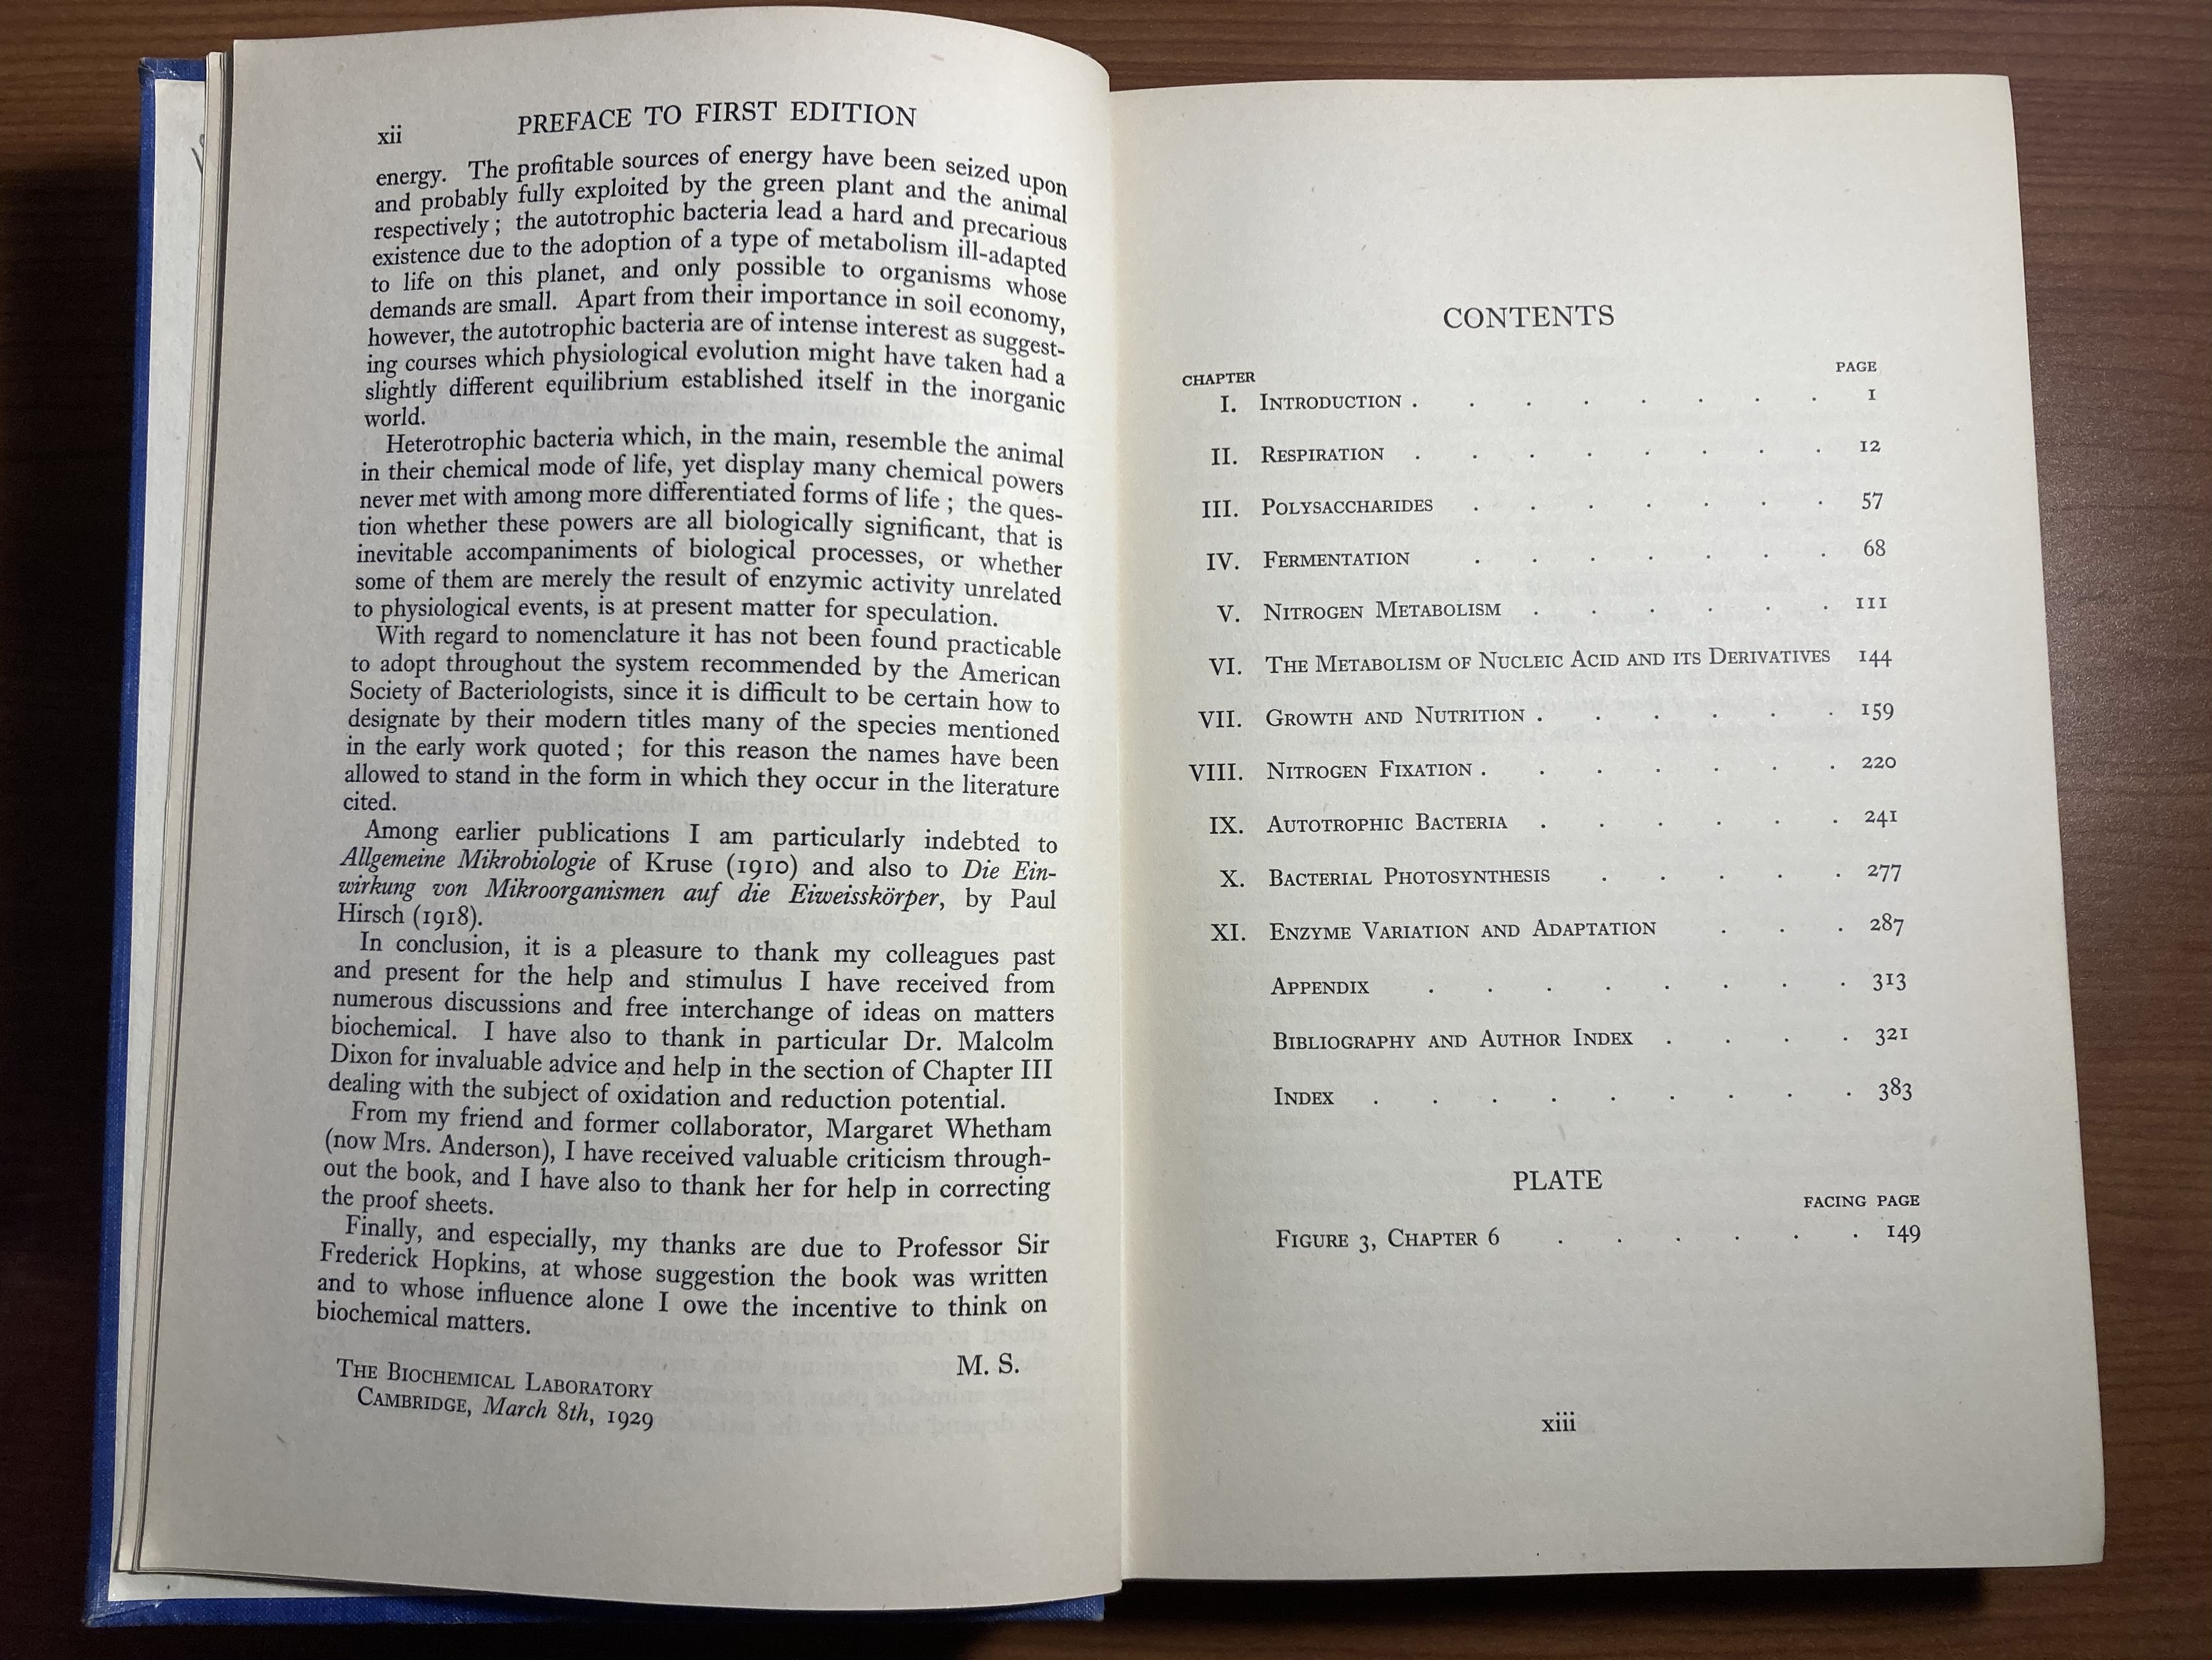 xii
PREFACE TO FIRST EDITION
energy. The profitable sources of energy have been seized upon
and probably fully exploited by the green plant and the animal
respectively ; the autotrophic bacteria lead a hard and precarious
existence due to the adoption of a type of metabolism ill-adapted
to life on this planet, and only possible to organisms whose
demands are small. Apart from their importance in soil economy,
however, the autotrophic bacteria are of intense interest as suggest-
ing courses which physiological evolution might have taken had a
slightly different equilibrium established itself in the inorganic
world.
Heterotrophic bacteria which, in the main, resemble the animal
in their chemical mode of life, yet display many chemical powers
never met with among more differentiated forms of life ; the ques-
tion whether these powers are all biologically significant, that is
inevitable accompaniments of biological processes, or whether
some of them are merely the result of enzymic activity unrelated
to physiological events, is at present matter for speculation.
With regard to nomenclature it has not been found practicable
to adopt throughout the system recommended by the American
Society of Bacteriologists, since it is difficult to be certain how to
designate by their modern titles many of the species mentioned
in the early work quoted ; for this reason the names have been
allowed to stand in the form in which they occur in the literature
cited.
Among earlier publications I am particularly indebted to
Allgemeine Mikrobiologie of Kruse (1910) and also to Die Ein-
wirkung von Mikroorganismen auf die Eiweisskörper, by Paul
Hirsch (1918).
In conclusion, it is a pleasure to thank my colleagues past
and present for the help and stimulus I have received from
numerous discussions and free interchange of ideas on matters
biochemical. I have also to thank in particular Dr. Malcolm
Dixon for invaluable advice and help in the section of Chapter III
dealing with the subject of oxidation and reduction potential.
From my friend and former collaborator, Margaret Whetham
(now Mrs. Anderson), I have received valuable criticism through-
out the book, and I have also to thank her for help in correcting
the proof sheets.
Finally, and especially, my thanks are due to Professor Sir
Frederick Hopkins, at whose suggestion the book was written
and to whose influence alone I owe the incentive to think on
biochemical matters.
M. S.
THE BIOCHEMICAL LABORATORY
CAMBRIDGE, March 8th, 1929
CONTENTS
CHAPTER PAGE
I. INTRODUCTION . . . . . . . . 1
II. RESPIRATION . . . . . . . . 12
III. POLYSACCHARIDES . . . . . . . 57
IV. FERMENTATION . . . . . . . 68
V. NITROGEN METABOLISM . . . . . . 111
VI. THE METABOLISM OF NUCLEIC ACID AND ITS DERIVATIVES 144
VII. GROWTH AND NUTRITION . . . . . . 159
VIII. NITROGEN FIXATION . . . . . . . 220
IX. AUTOTROPHIC BACTERIA . . . . . . 241
X. BACTERIAL PHOTOSYNTHESIS . . . . . 277
XI. ENZYME VARIATION AND ADAPTATION . . . 287
APPENDIX . . . . . . . . 313
BIBLIOGRAPHY AND AUTHOR INDEX . . . . 321
INDEX . . . . . . . . . 383
PLATE
FACING PAGE
FIGURE 3, CHAPTER 6 . . . . . . 149
xiii